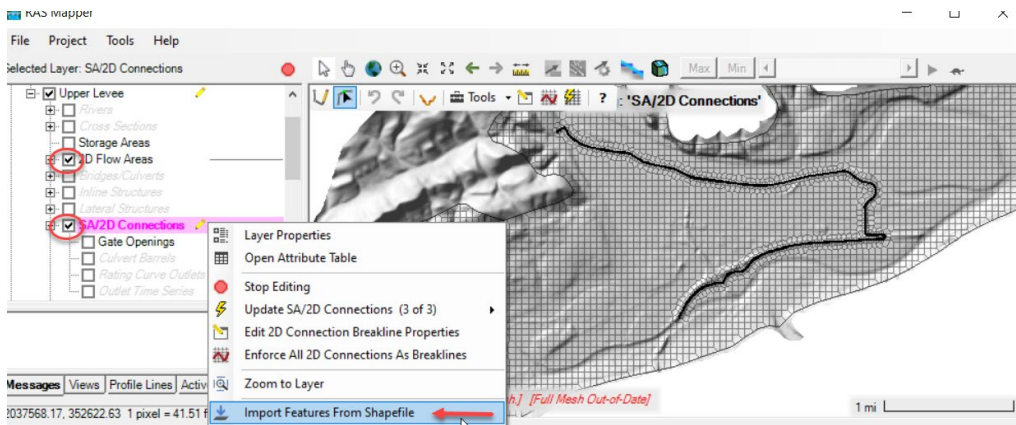 RAS Mapper
File Project Tools Help
Selected Layer: SA/2D Connections
Max Min
Upper Levee
Rivers
Cross Sections
Storage Areas
2D Flow Areas
Bridges/Culverts
Inline Structures
Lateral Structures
SA/2D Connections
Gate Openings
Culvert Barrels
Rating Curve Outlets
Outlet Time Series
Tools ? : 'SA/2D Connections'
Layer Properties
Open Attribute Table
Stop Editing
Update SA/2D Connections (3 of 3)
Edit 2D Connection Breakline Properties
Enforce All 2D Connections As Breaklines
Zoom to Layer
Import Features From Shapefile
Messages Views Profile Lines Activ
2037568.17, 352622.63 1 pixel = 41.51 f
h.] [Full Mesh Out-of-Date]
1 mi